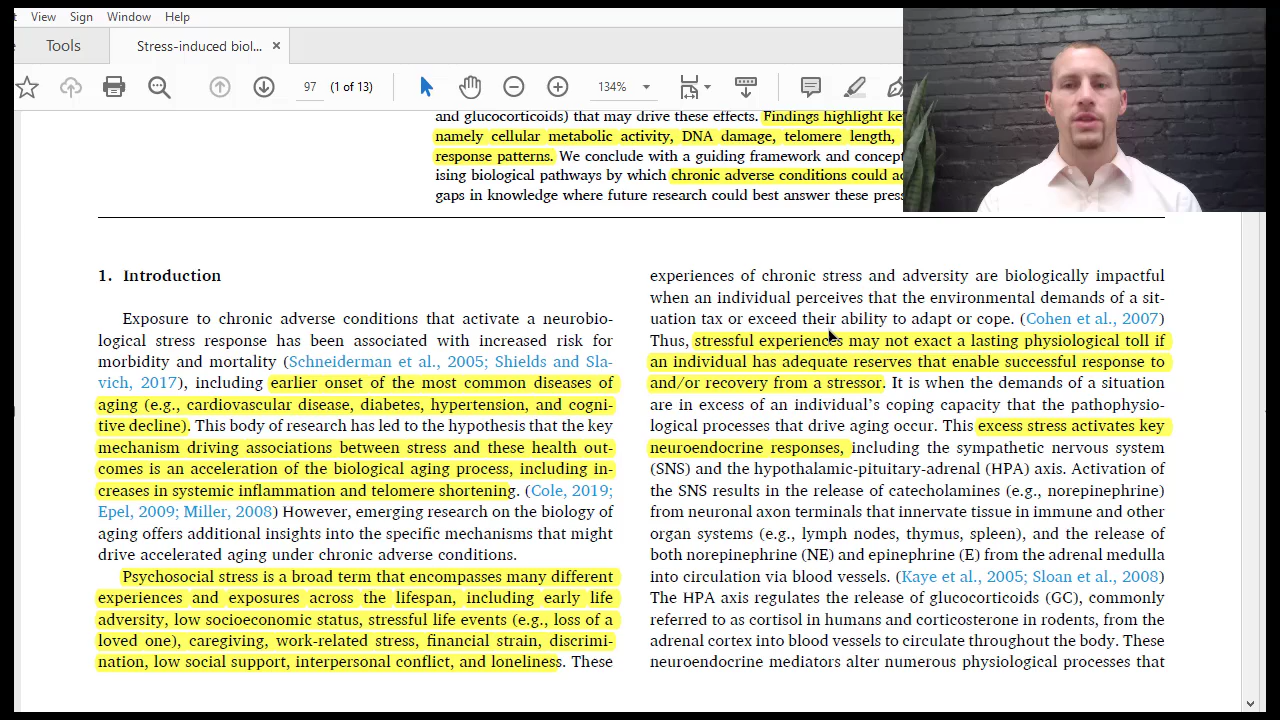 View Sign Window Help
Tools Stress-induced biol... ×
97 (1 of 13) 134%
and glucocorticoids) that may drive these effects. Findings highlight ke
namely cellular metabolic activity, DNA damage, telomere length,
response patterns. We conclude with a guiding framework and concept
ising biological pathways by which chronic adverse conditions could ac
gaps in knowledge where future research could best answer these pres
1. Introduction
Exposure to chronic adverse conditions that activate a neurobio-
logical stress response has been associated with increased risk for
morbidity and mortality (Schneiderman et al., 2005; Shields and Sla-
vich, 2017), including earlier onset of the most common diseases of
aging (e.g., cardiovascular disease, diabetes, hypertension, and cogni-
tive decline). This body of research has led to the hypothesis that the key
mechanism driving associations between stress and these health out-
comes is an acceleration of the biological aging process, including in-
creases in systemic inflammation and telomere shortening. (Cole, 2019;
Epel, 2009; Miller, 2008) However, emerging research on the biology of
aging offers additional insights into the specific mechanisms that might
drive accelerated aging under chronic adverse conditions.
Psychosocial stress is a broad term that encompasses many different
experiences and exposures across the lifespan, including early life
adversity, low socioeconomic status, stressful life events (e.g., loss of a
loved one), caregiving, work-related stress, financial strain, discrimi-
nation, low social support, interpersonal conflict, and loneliness. These
experiences of chronic stress and adversity are biologically impactful
when an individual perceives that the environmental demands of a sit-
uation tax or exceed their ability to adapt or cope. (Cohen et al., 2007)
Thus, stressful experiences may not exact a lasting physiological toll if
an individual has adequate reserves that enable successful response to
and/or recovery from a stressor. It is when the demands of a situation
are in excess of an individual's coping capacity that the pathophysio-
logical processes that drive aging occur. This excess stress activates key
neuroendocrine responses, including the sympathetic nervous system
(SNS) and the hypothalamic-pituitary-adrenal (HPA) axis. Activation of
the SNS results in the release of catecholamines (e.g., norepinephrine)
from neuronal axon terminals that innervate tissue in immune and other
organ systems (e.g., lymph nodes, thymus, spleen), and the release of
both norepinephrine (NE) and epinephrine (E) from the adrenal medulla
into circulation via blood vessels. (Kaye et al., 2005; Sloan et al., 2008)
The HPA axis regulates the release of glucocorticoids (GC), commonly
referred to as cortisol in humans and corticosterone in rodents, from the
adrenal cortex into blood vessels to circulate throughout the body. These
neuroendocrine mediators alter numerous physiological processes that